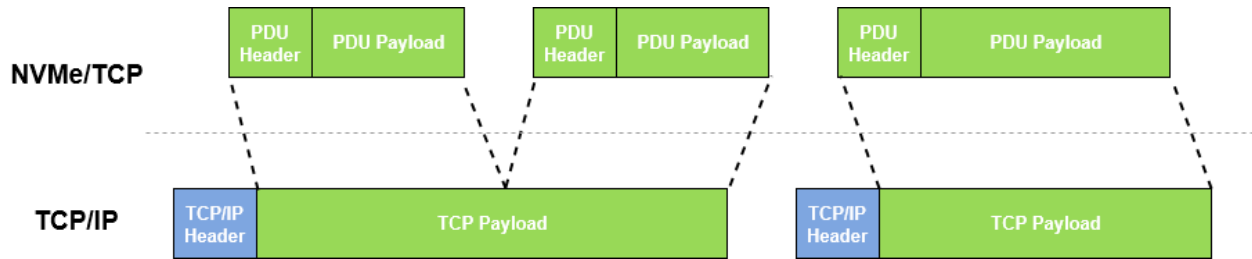 PDU
Header
PDU Payload
PDU
Header
PDU Payload
PDU
Header
PDU Payload
NVMe/TCP
TCP/IP
TCP/IP
Header
TCP Payload
TCP/IP
Header
TCP Payload